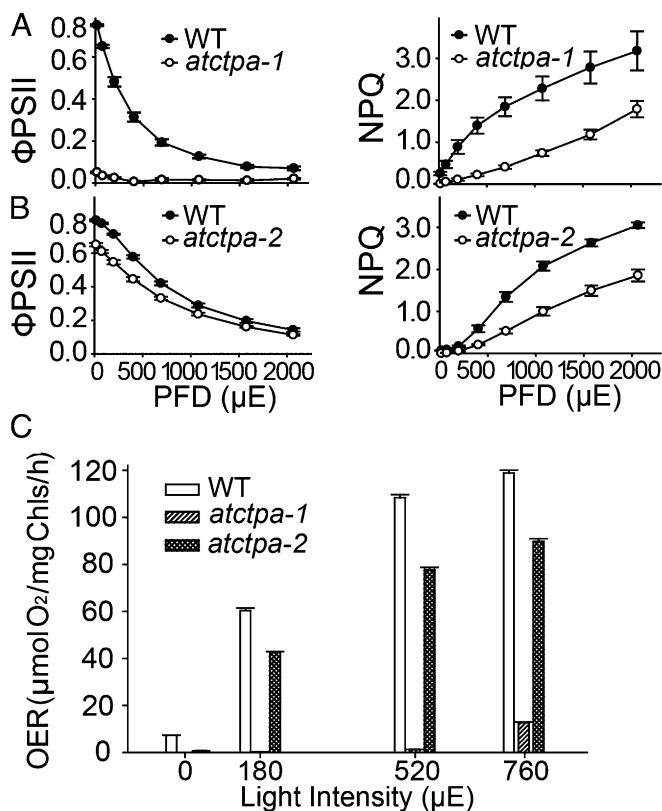 A
ΦPSII
0.8
0.6
0.4
0.2
0.0
WT
atctpa-1
NPQ
3.0
2.0
1.0
0.0
WT
atctpa-1
B
ΦPSII
0.8
0.6
0.4
0.2
0.0
WT
atctpa-2
0 500 1000 1500 2000
PFD (µE)
NPQ
3.0
2.0
1.0
0.0
WT
atctpa-2
0 500 1000 1500 2000
PFD (µE)
C
OER (µmol O2/mgChls/h)
120
100
80
60
40
20
0
WT
atctpa-1
atctpa-2
0 180 520 760
Light Intensity (µE)